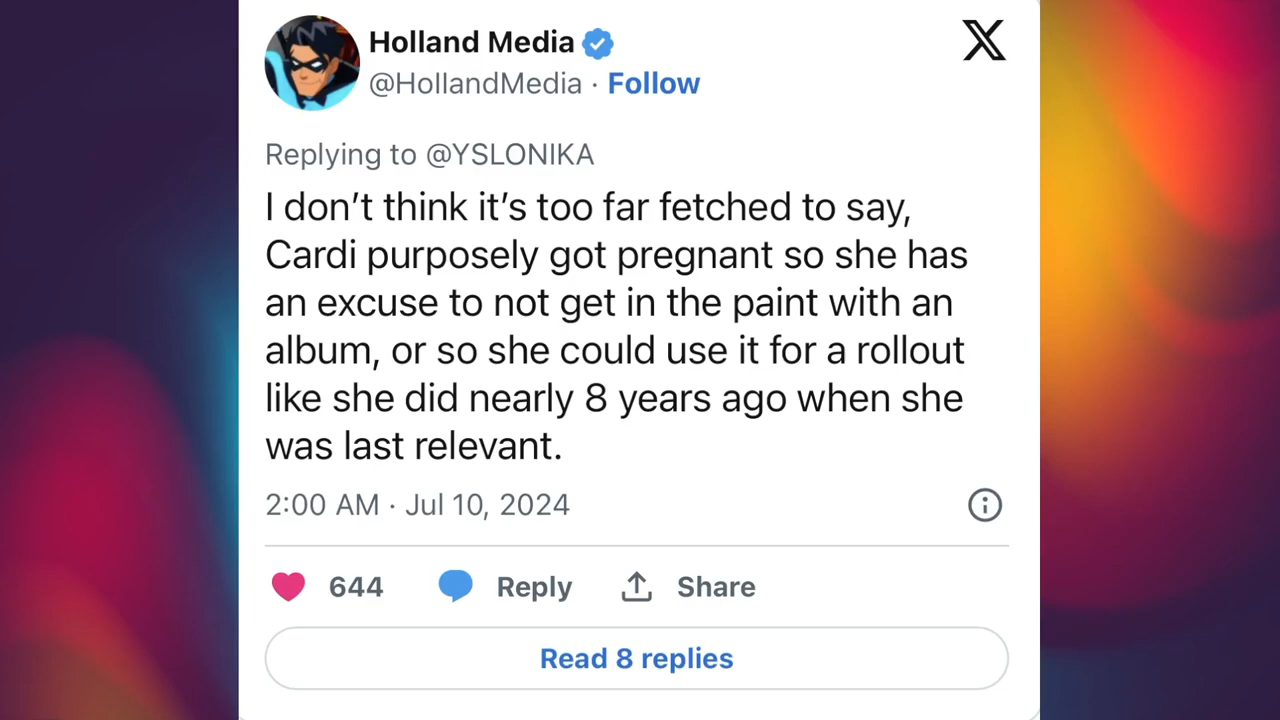 Holland Media
@HollandMedia · Follow
Replying to @YSLONIKA
I don’t think it’s too far fetched to say,
Cardi purposely got pregnant so she has
an excuse to not get in the paint with an
album, or so she could use it for a rollout
like she did nearly 8 years ago when she
was last relevant.
2:00 AM · Jul 10, 2024
644 Reply Share
Read 8 replies